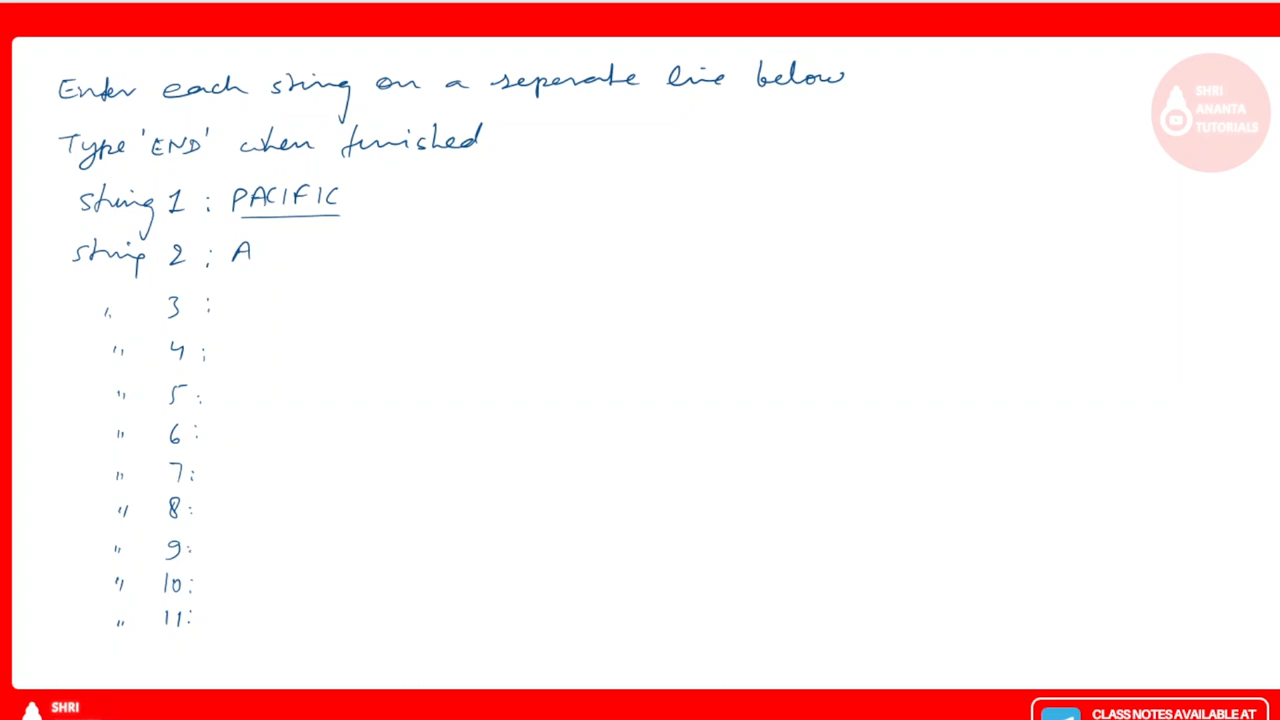 Enter each string on a seperate line below
Type 'END' when finished
string 1 : PACIFIC
string 2 : A
" 3 :
" 4 :
" 5 :
" 6 :
" 7 :
" 8 :
" 9 :
" 10 :
" 11 :
SHRI
ANANTA
TUTORIALS
SHRI
CLASS NOTES AVAILABLE AT